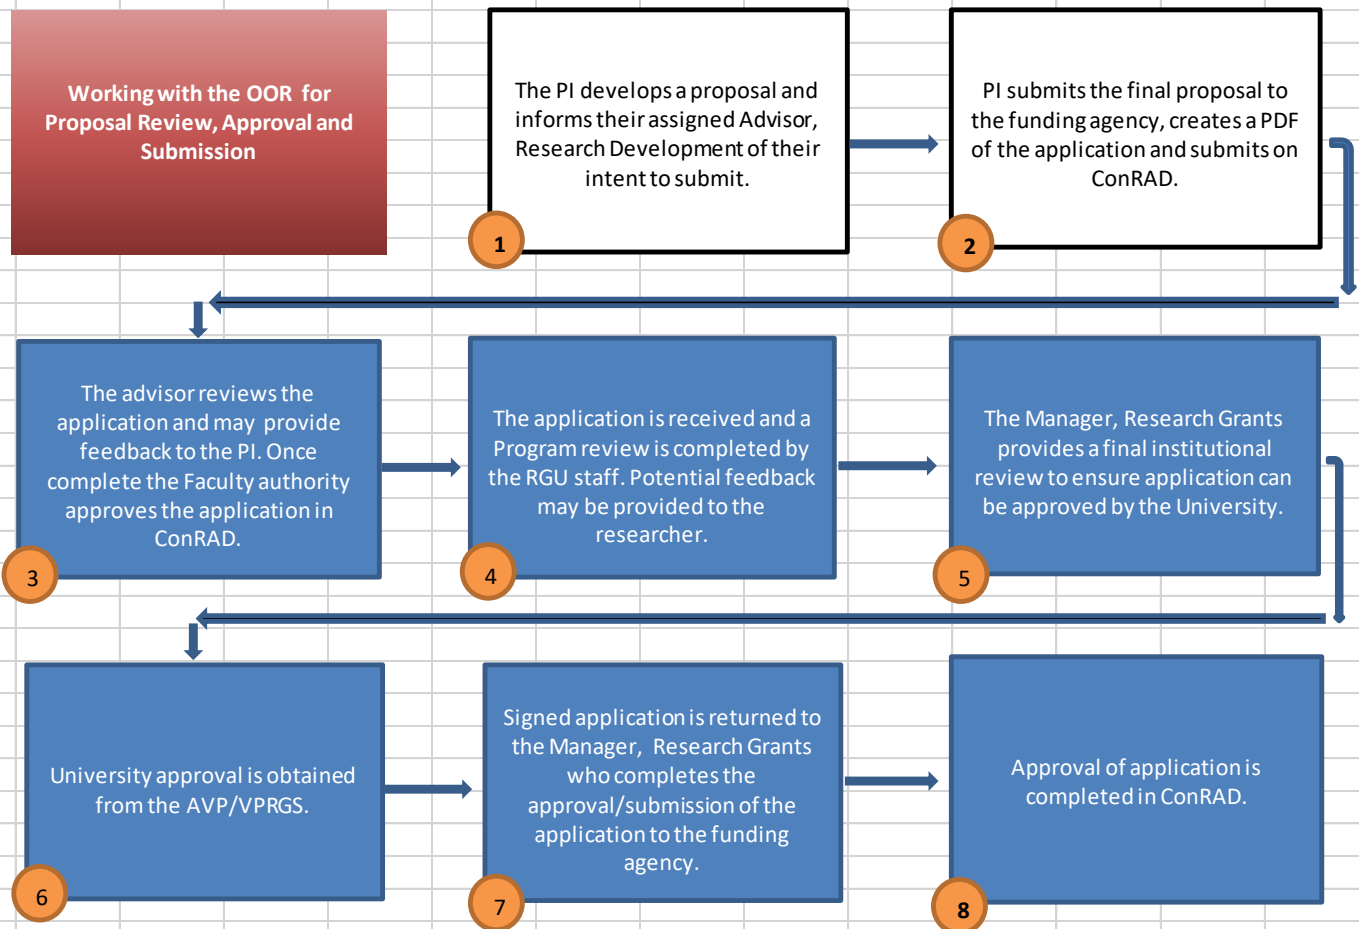 Working with the OOR for
Proposal Review, Approval and
Submission
The PI develops a proposal and
informs their assigned Advisor,
Research Development of their
intent to submit.
1
PI submits the final proposal to
the funding agency, creates a PDF
of the application and submits on
ConRAD.
2
The advisor reviews the
application and may provide
feedback to the PI. Once
complete the Faculty authority
approves the application in
ConRAD.
3
The application is received and a
Program review is completed by
the RGU staff. Potential feedback
may be provided to the
researcher.
4
The Manager, Research Grants
provides a final institutional
review to ensure application can
be approved by the University.
5
University approval is obtained
from the AVP/VPRGS.
6
Signed application is returned to
the Manager, Research Grants
who completes the
approval/submission of the
application to the funding
agency.
7
Approval of application is
completed in ConRAD.
8